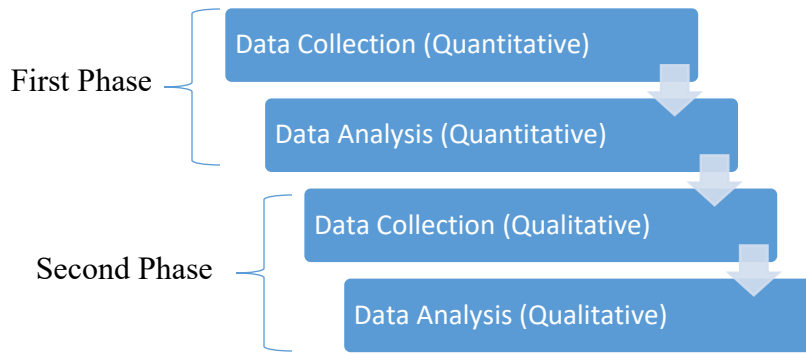 Data Collection (Quantitative)
First Phase
Data Analysis (Quantitative)
Data Collection (Qualitative)
Second Phase
Data Analysis (Qualitative)